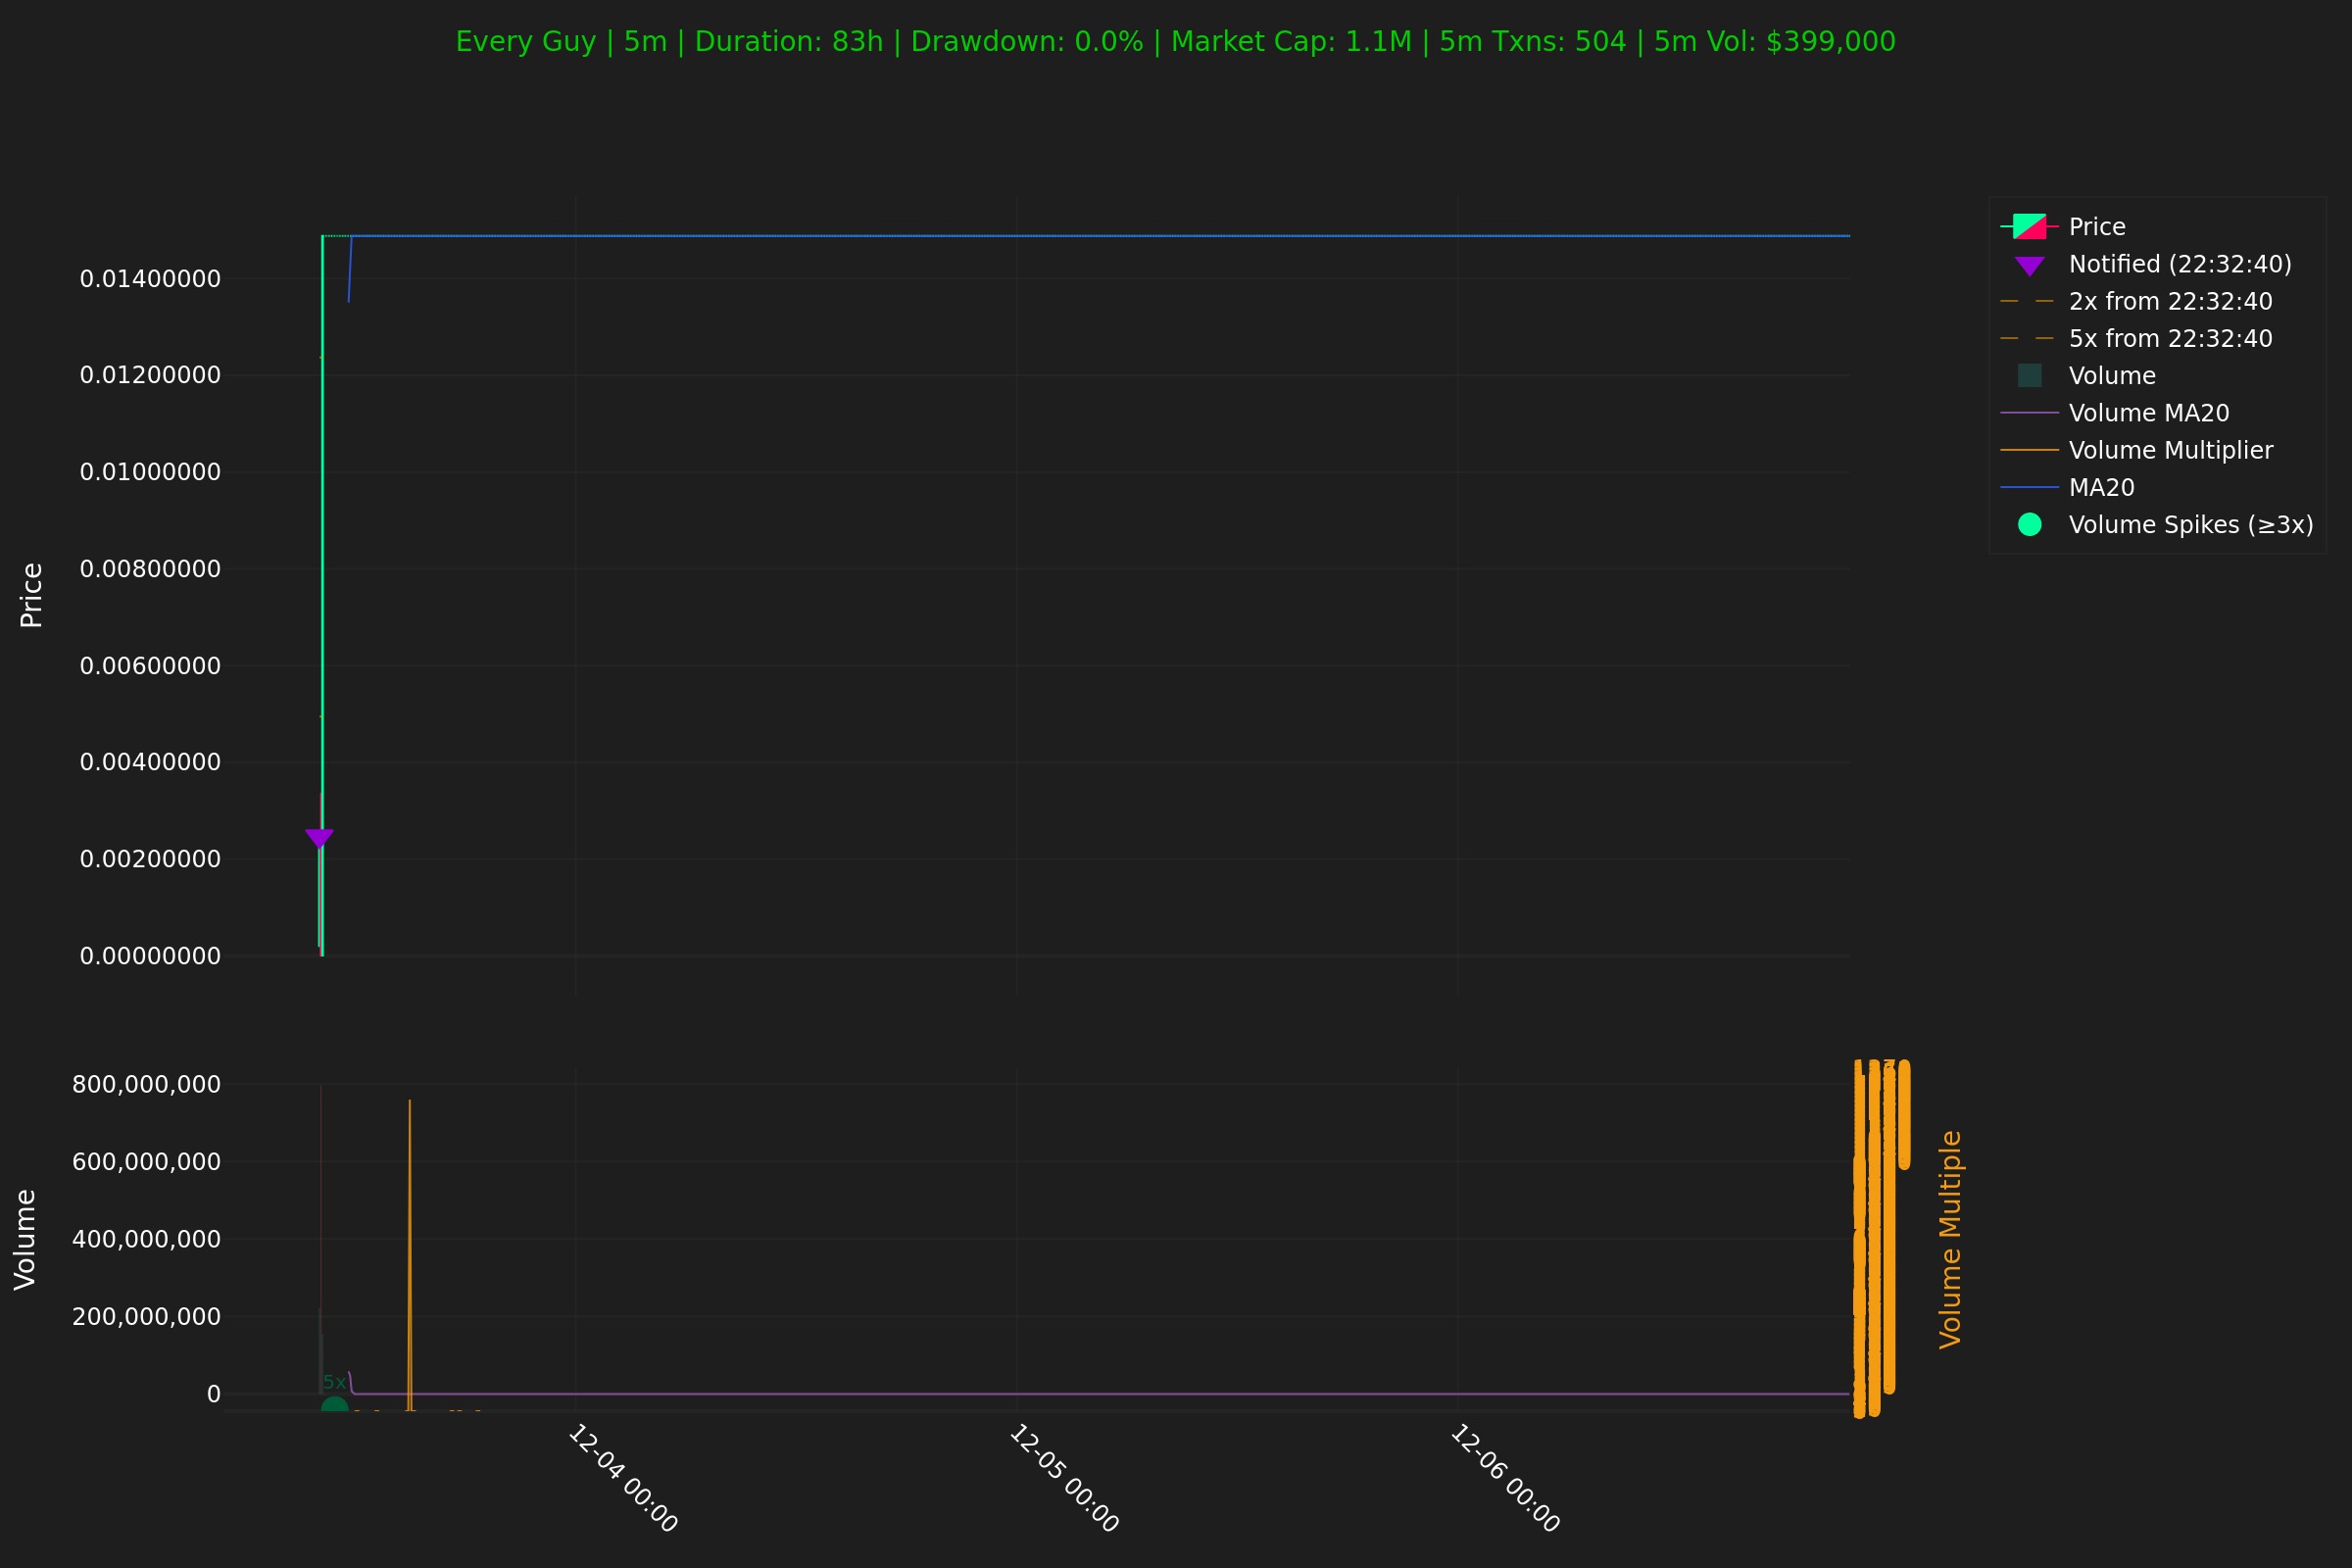 Every Guy | 5m | Duration: 83h | Drawdown: 0.0% | Market Cap: 1.1M | 5m Txns: 504 | 5m Vol: $399,000
Price
0.01400000
0.01200000
0.01000000
0.00800000
0.00600000
0.00400000
0.00200000
0.00000000
Price
Notified (22:32:40)
2x from 22:32:40
5x from 22:32:40
Volume
Volume MA20
Volume Multiplier
MA20
Volume Spikes (≥3x)
Volume
800,000,000
600,000,000
400,000,000
200,000,000
0
5x
Volume Multiple
12-04 00:00
12-05 00:00
12-06 00:00